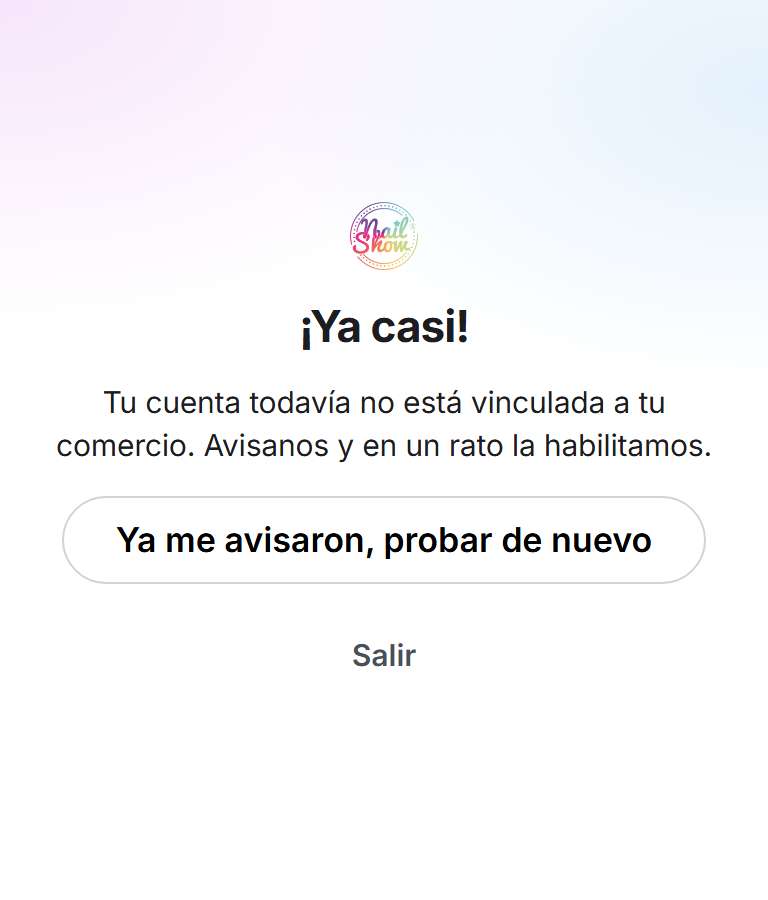 Nail
Show
¡Ya casi!
Tu cuenta todavía no está vinculada a tu
comercio. Avisanos y en un rato la habilitamos.
Ya me avisaron, probar de nuevo
Salir